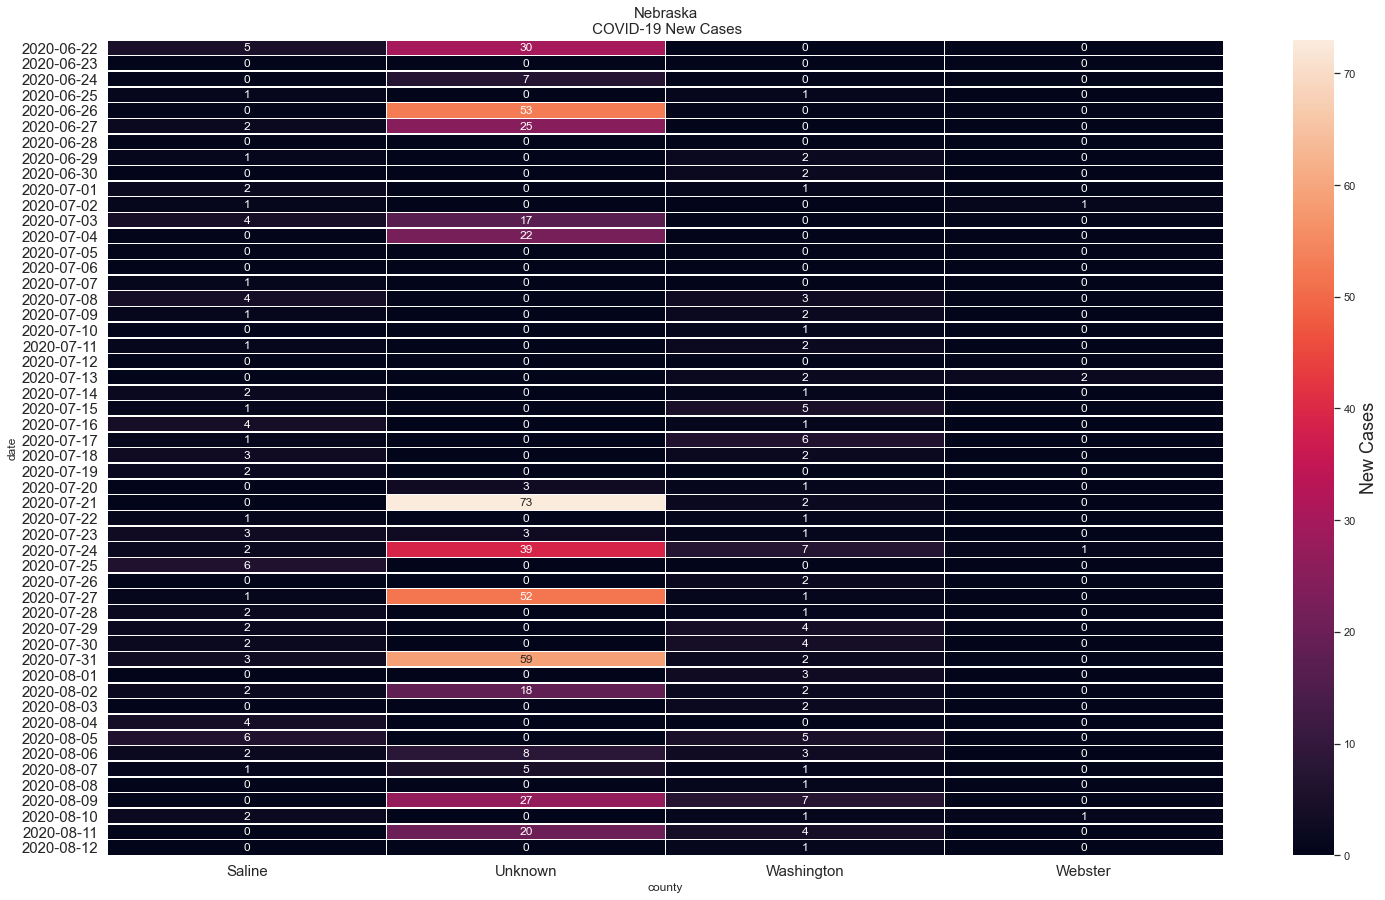 Nebraska
COVID-19 New Cases
2020-06-22 5 30 0 0
2020-06-23 0 0 0 0
2020-06-24 0 7 0 0
2020-06-25 1 0 1 0
2020-06-26 0 53 0 0
2020-06-27 2 25 0 0
2020-06-28 0 0 0 0
2020-06-29 1 0 2 0
2020-06-30 0 0 2 0
2020-07-01 2 0 1 0
2020-07-02 1 0 0 1
2020-07-03 4 17 0 0
2020-07-04 0 22 0 0
2020-07-05 0 0 0 0
2020-07-06 0 0 0 0
2020-07-07 1 0 0 0
2020-07-08 4 0 3 0
2020-07-09 1 0 2 0
2020-07-10 0 0 1 0
2020-07-11 1 0 2 0
2020-07-12 0 0 0 0
2020-07-13 0 0 2 2
2020-07-14 2 0 1 0
2020-07-15 1 0 5 0
2020-07-16 4 0 1 0
2020-07-17 1 0 6 0
2020-07-18 3 0 2 0
2020-07-19 2 0 0 0
2020-07-20 0 3 1 0
2020-07-21 0 73 2 0
2020-07-22 1 0 1 0
2020-07-23 3 3 1 0
2020-07-24 2 39 7 1
2020-07-25 6 0 0 0
2020-07-26 0 0 2 0
2020-07-27 1 52 1 0
2020-07-28 2 0 1 0
2020-07-29 2 0 4 0
2020-07-30 2 0 4 0
2020-07-31 3 59 2 0
2020-08-01 0 0 3 0
2020-08-02 2 18 2 0
2020-08-03 0 0 2 0
2020-08-04 4 0 0 0
2020-08-05 6 0 5 0
2020-08-06 2 8 3 0
2020-08-07 1 5 1 0
2020-08-08 0 0 1 0
2020-08-09 0 27 7 0
2020-08-10 2 0 1 1
2020-08-11 0 20 4 0
2020-08-12 0 0 1 0
Saline Unknown Washington Webster
county
date
70
60
50
40
30
20
10
0
New Cases